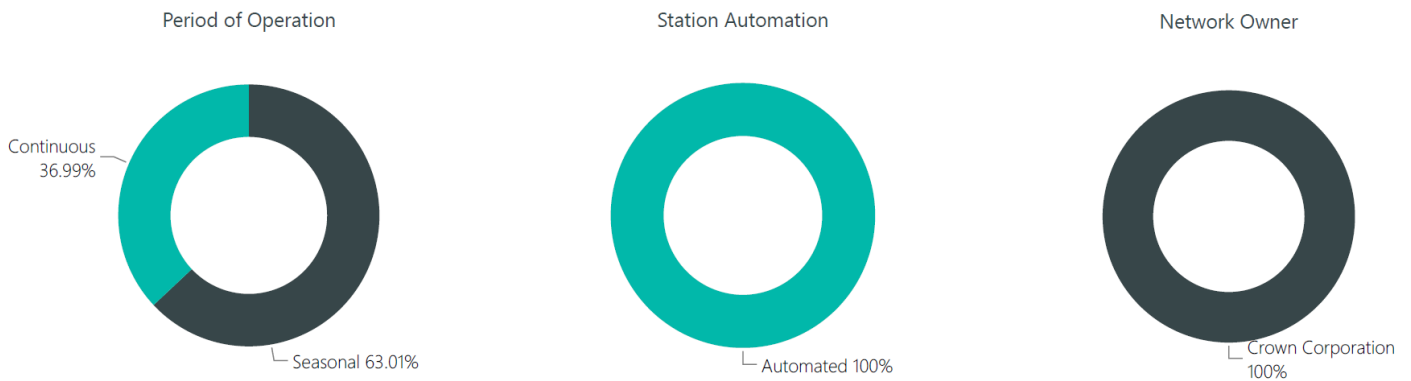 Period of Operation
Continuous
36.99%
Seasonal 63.01%
Station Automation
Automated 100%
Network Owner
Crown Corporation
100%